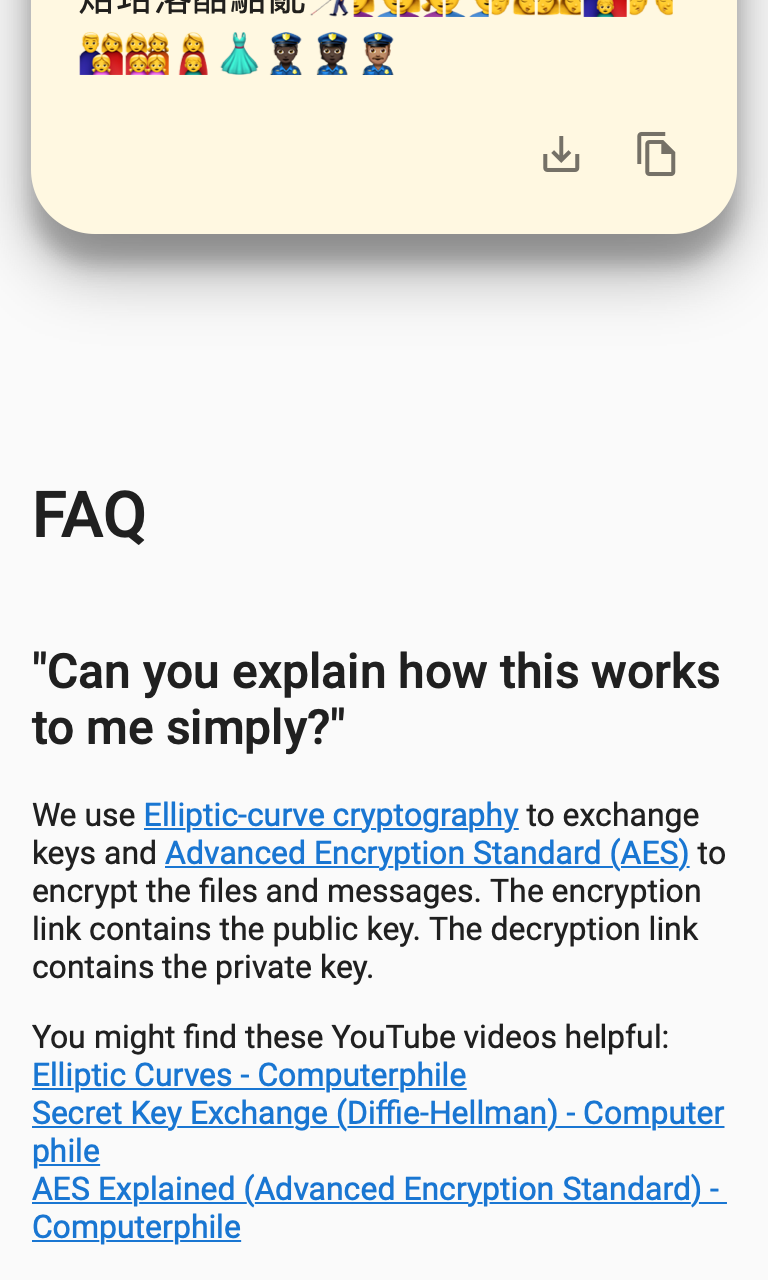 👨‍👩‍👧👩‍👩‍👧‍👧👩‍👦👗👮🏿👮🏿👮🏽
FAQ
"Can you explain how this works
to me simply?"
We use Elliptic-curve cryptography to exchange
keys and Advanced Encryption Standard (AES) to
encrypt the files and messages. The encryption
link contains the public key. The decryption link
contains the private key.
You might find these YouTube videos helpful:
Elliptic Curves - Computerphile
Secret Key Exchange (Diffie-Hellman) - Computer
phile
AES Explained (Advanced Encryption Standard) -
Computerphile